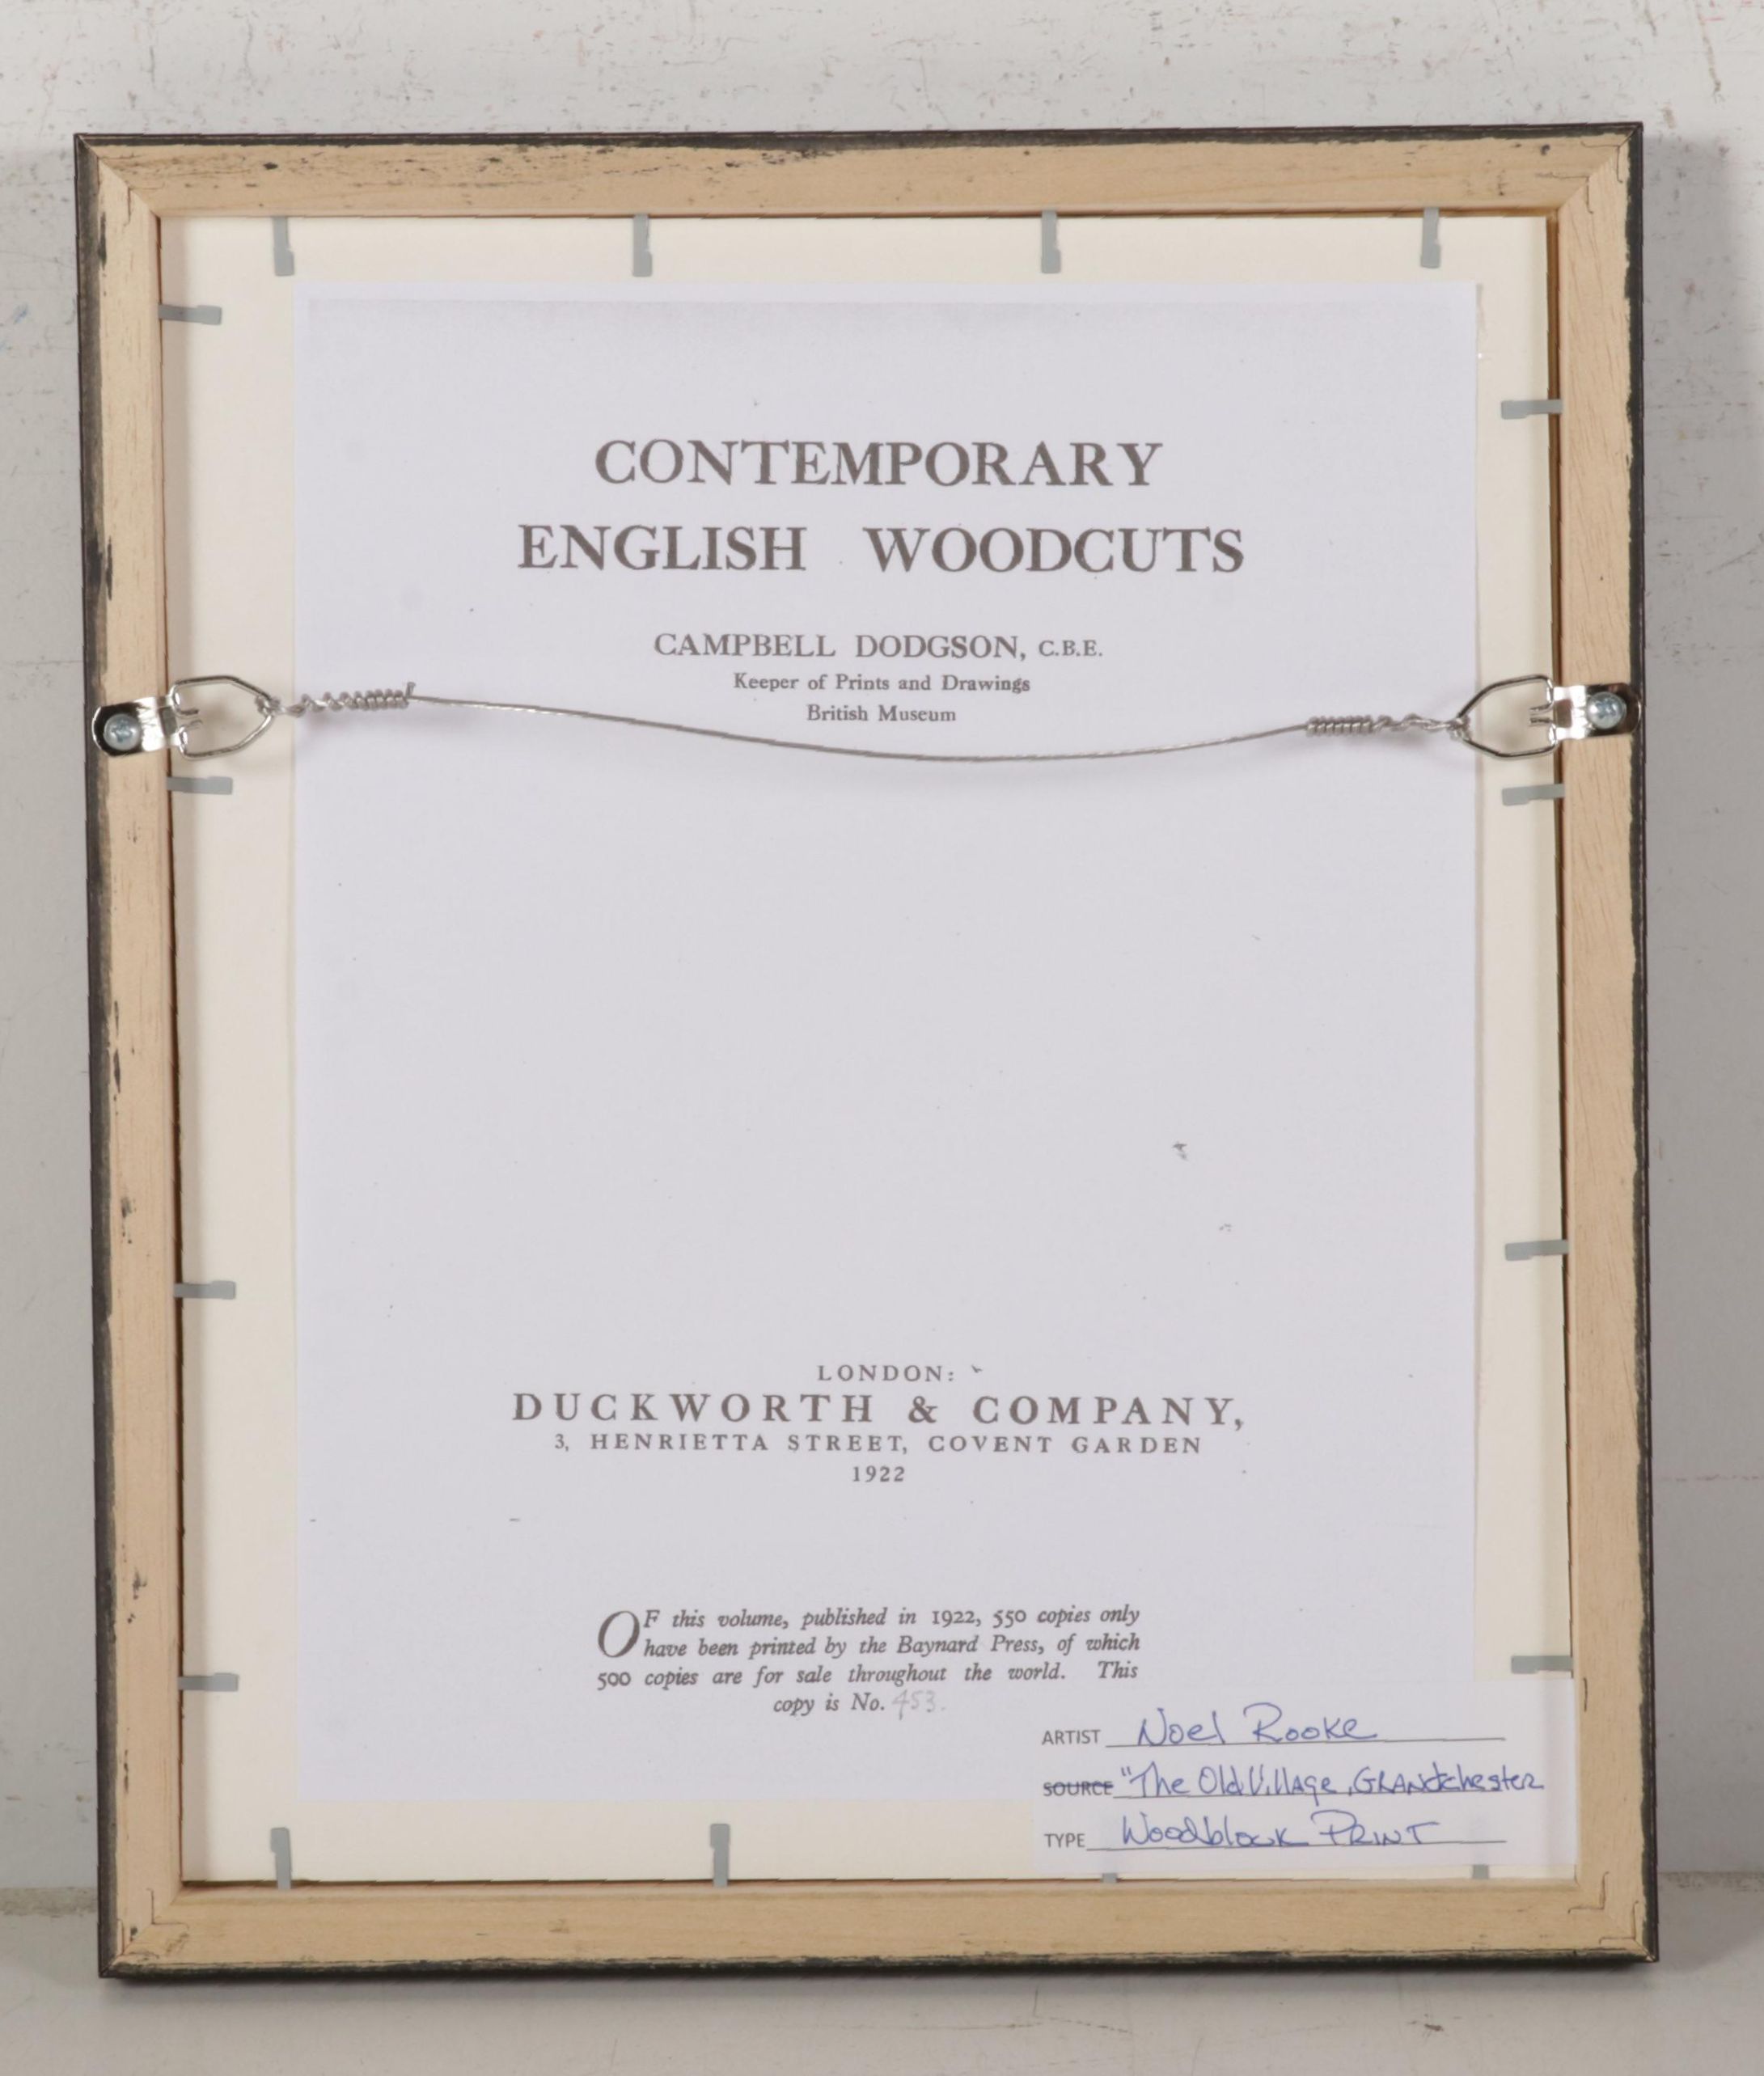 CONTEMPORARY
ENGLISH WOODCUTS
CAMPBELL DODGSON, C.B.E.
Keeper of Prints and Drawings
British Museum
LONDON:
DUCKWORTH & COMPANY,
3, HENRIETTA STREET, COVENT GARDEN
1922
OF this volume, published in 1922, 550 copies only
have been printed by the Baynard Press, of which
500 copies are for sale throughout the world. This
copy is No. 453.
ARTIST Noel Rooke
SOURCE "The Old Village, GRANdchester
TYPE Woodblock PRINT